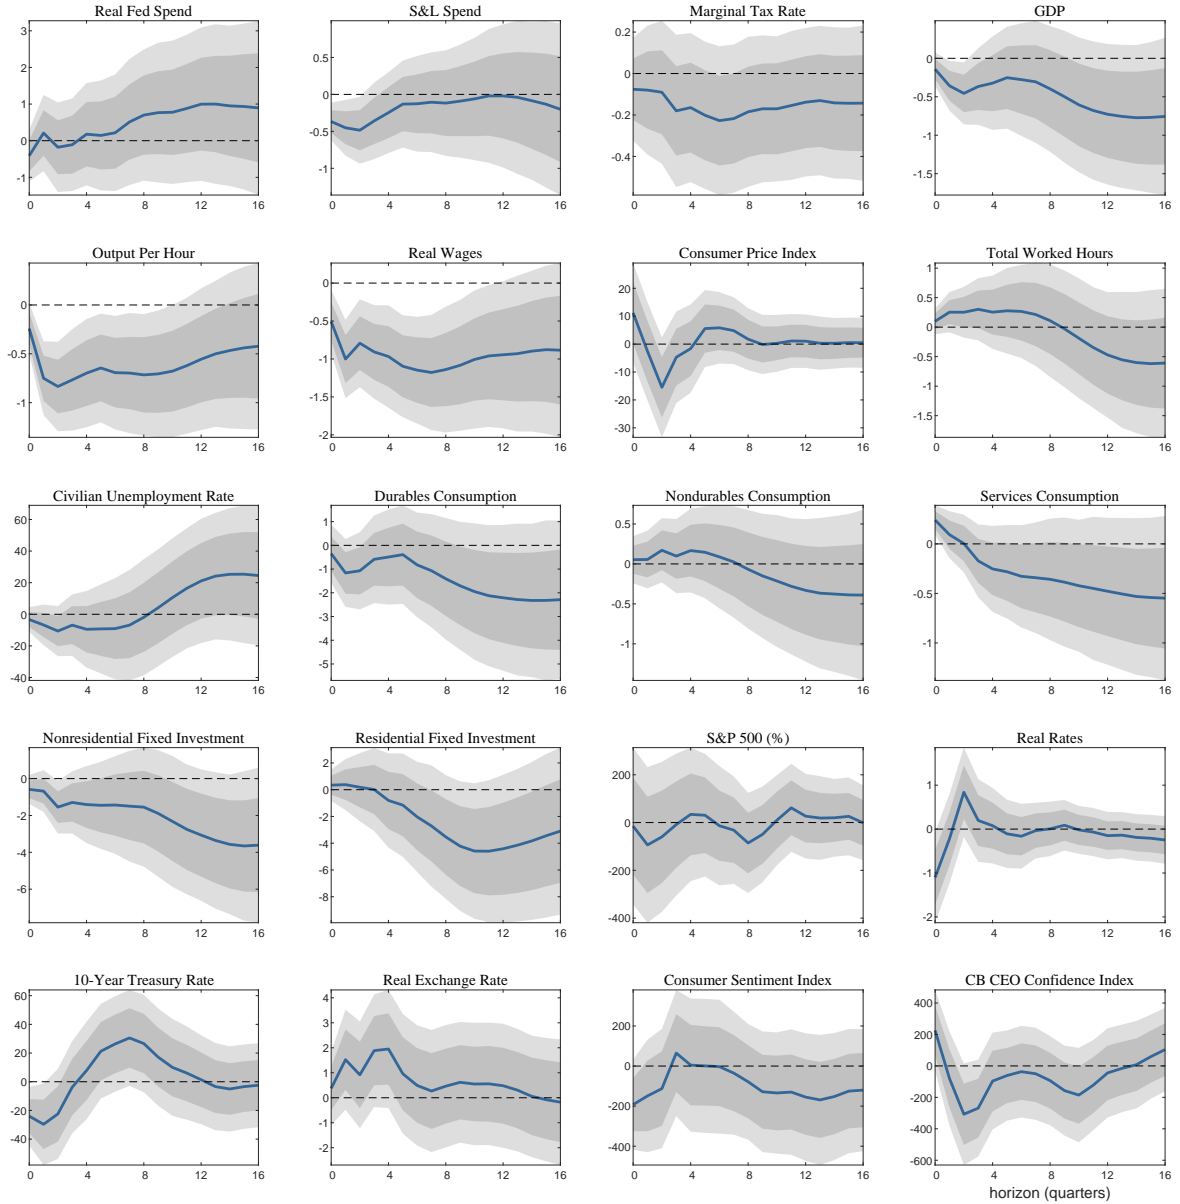 Real Fed Spend
3
2
1
0
-1
0 4 8 12 16
S&L Spend
0.5
0
-0.5
-1
0 4 8 12 16
Marginal Tax Rate
0.2
0
-0.2
-0.4
0 4 8 12 16
GDP
0
-0.5
-1
-1.5
0 4 8 12 16
Output Per Hour
0
-0.5
-1
0 4 8 12 16
Real Wages
0
-0.5
-1
-1.5
-2
0 4 8 12 16
Consumer Price Index
20
10
0
-10
-20
-30
0 4 8 12 16
Total Worked Hours
1
0.5
0
-0.5
-1
-1.5
0 4 8 12 16
Civilian Unemployment Rate
60
40
20
0
-20
-40
0 4 8 12 16
Durables Consumption
1
0
-1
-2
-3
-4
-5
0 4 8 12 16
Nondurables Consumption
0.5
0
-0.5
-1
0 4 8 12 16
Services Consumption
0
-0.5
-1
0 4 8 12 16
Nonresidential Fixed Investment
0
-2
-4
-6
0 4 8 12 16
Residential Fixed Investment
2
0
-2
-4
-6
-8
0 4 8 12 16
S&P 500 (%)
200
0
-200
-400
0 4 8 12 16
Real Rates
1
0
-1
-2
0 4 8 12 16
10-Year Treasury Rate
60
40
20
0
-20
-40
0 4 8 12 16
Real Exchange Rate
4
3
2
1
0
-1
-2
0 4 8 12 16
Consumer Sentiment Index
200
0
-200
-400
0 4 8 12 16
CB CEO Confidence Index
400
200
0
-200
-400
-600
0 4 8 12 16
horizon (quarters)